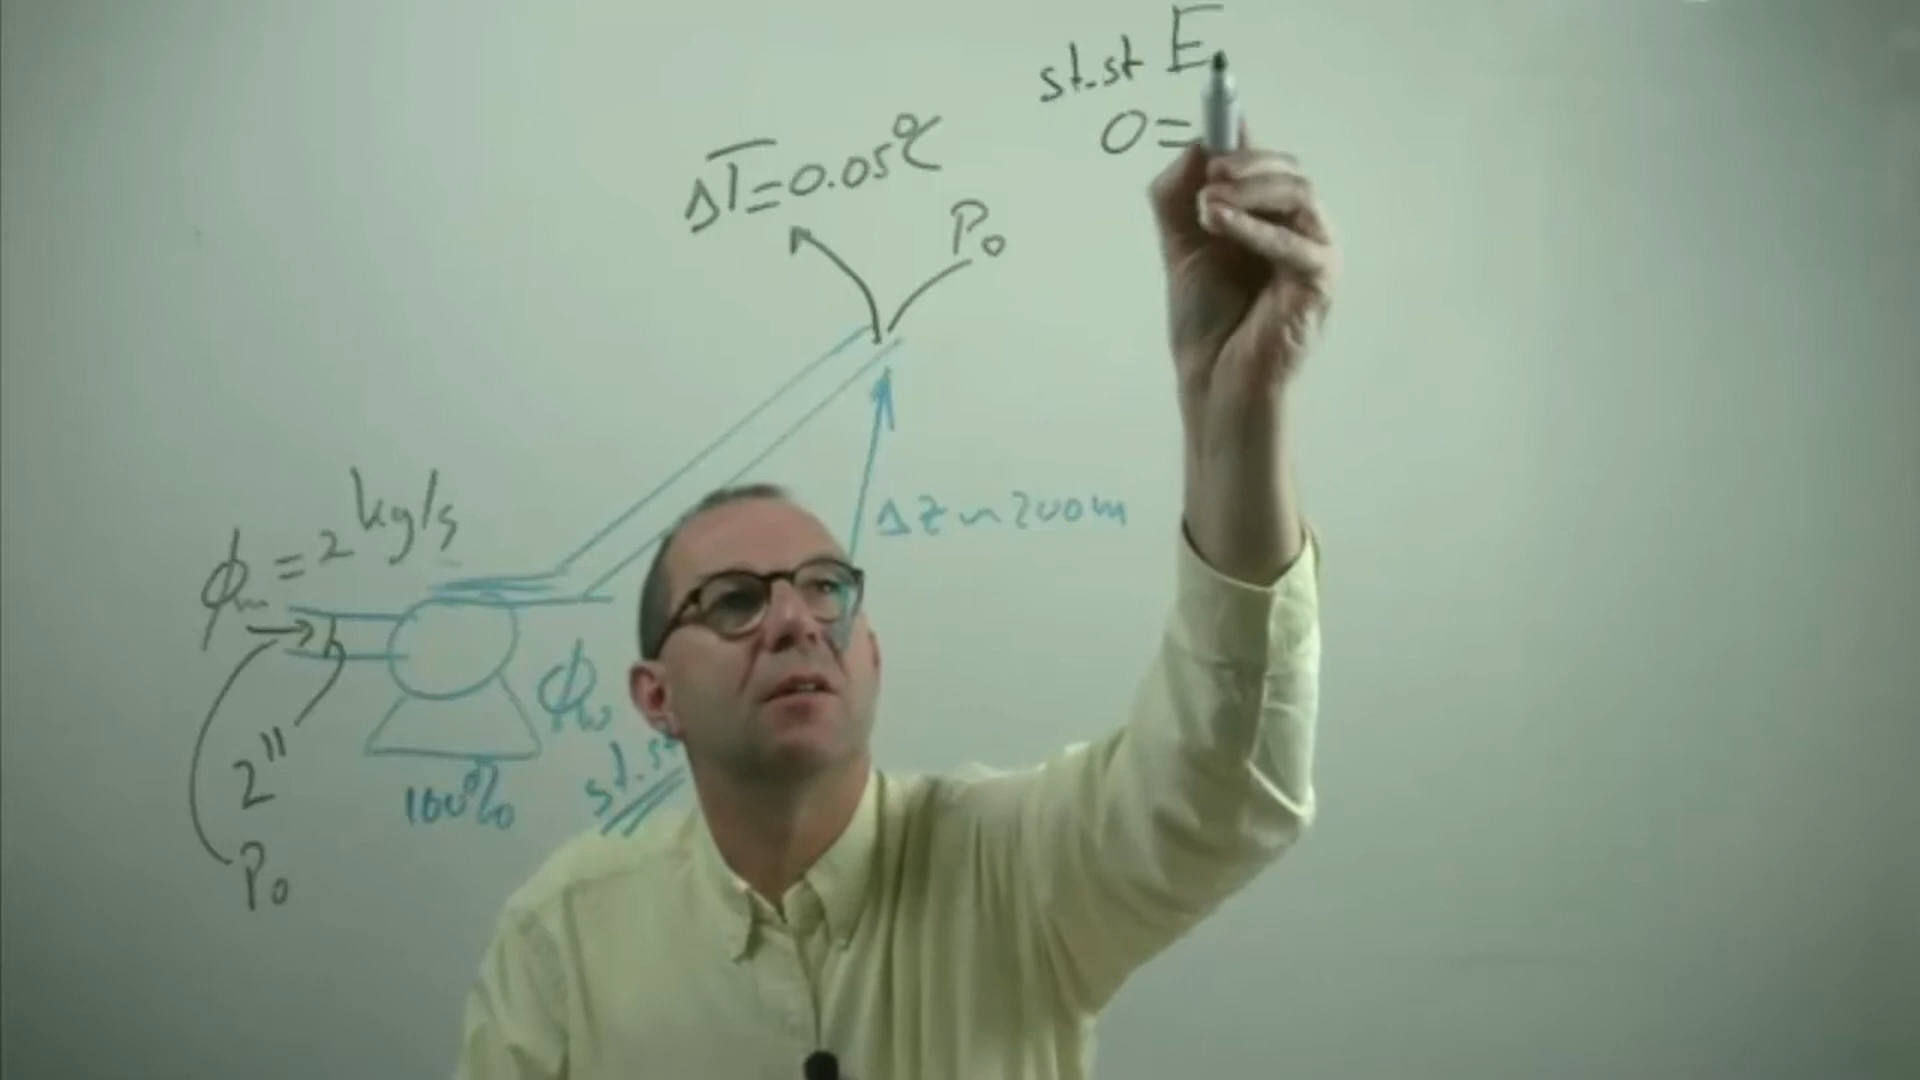 st.st E
0=
ΔT=0.05℃
P₀
Δz~200m
ϕm=2 kg/s
ϕw
st.st
2"
100%
P₀